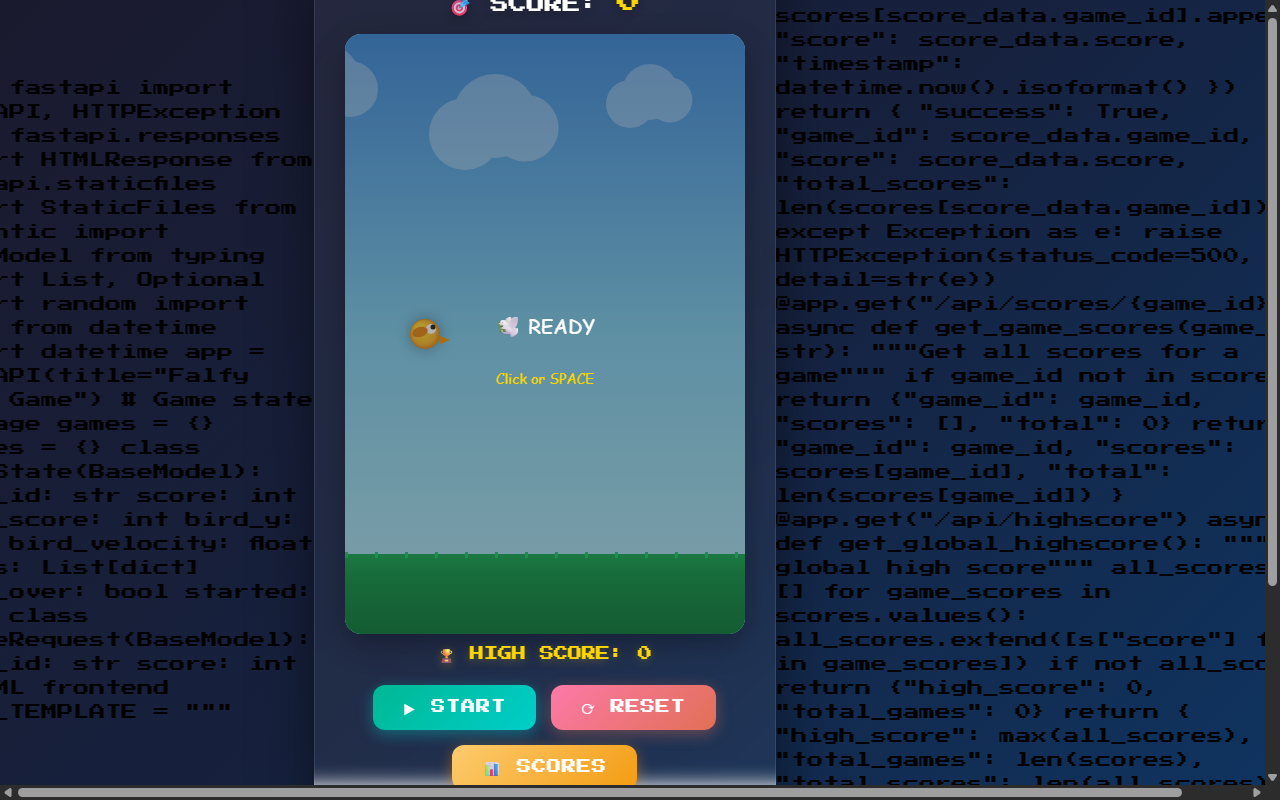 SCORE: 0
fastapi import
API, HTTPException
fastapi.responses
rt HTMLResponse from
api.staticfiles
rt StaticFiles from
ntic import
Model from typing
rt List, Optional
rt random import
from datetime
rt datetime app =
API(title="Falfy
Game") # Game state
age games = {}
es = {} class
State(BaseModel):
_id: str score: int
_score: int bird_y:
bird_velocity: float
s: List[dict]
_over: bool started:
class
eRequest(BaseModel):
_id: str score: int
ML frontend
_TEMPLATE = """
READY
Click or SPACE
🏆 HIGH SCORE: 0
▶ START
⟳ RESET
📊 SCORES
scores[score_data.game_id].appe
"score": score_data.score,
"timestamp":
datetime.now().isoformat() })
return { "success": True,
"game_id": score_data.game_id,
"score": score_data.score,
"total_scores":
len(scores[score_data.game_id])
except Exception as e: raise
HTTPException(status_code=500,
detail=str(e))
@app.get("/api/scores/{game_id}
async def get_game_scores(game_
str): """Get all scores for a
game""" if game_id not in score
return {"game_id": game_id,
"scores": [], "total": 0} retur
"game_id": game_id, "scores":
scores[game_id], "total":
len(scores[game_id]) }
@app.get("/api/highscore") asyn
def get_global_highscore(): """
global high score""" all_scores
[] for game_scores in
scores.values():
all_scores.extend([s["score"] f
in game_scores]) if not all_sco
return {"high_score": 0,
"total_games": 0} return {
"high_score": max(all_scores),
"total_games": len(scores),
"total_scores": len(all_scores)